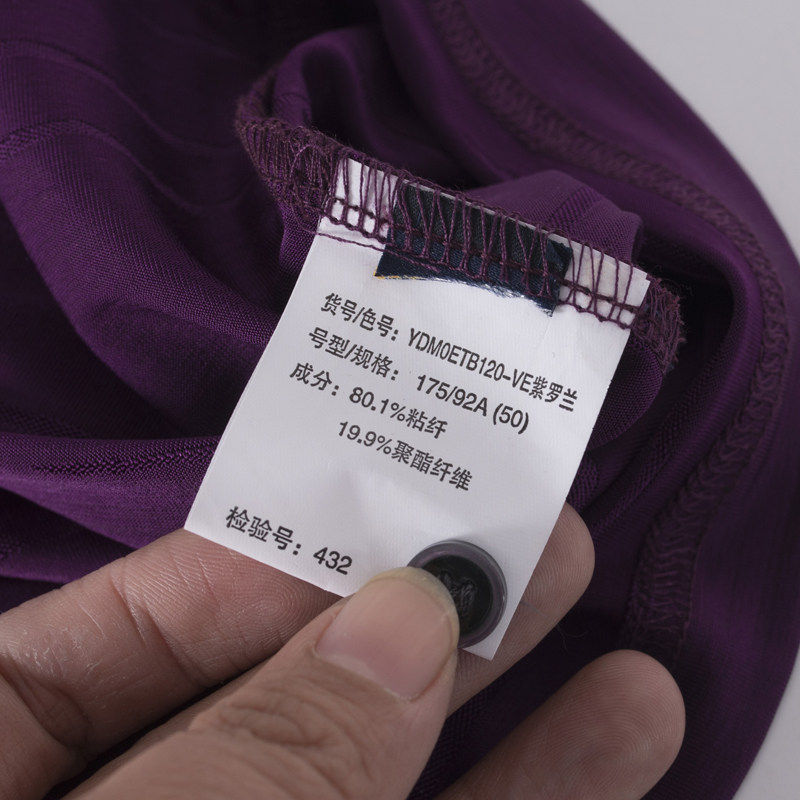 货号/色号：YDM0ETB120-VE紫罗兰
号型/规格： 175/92A (50)
成分：80.1%粘纤
19.9%聚酯纤维
检验号：432